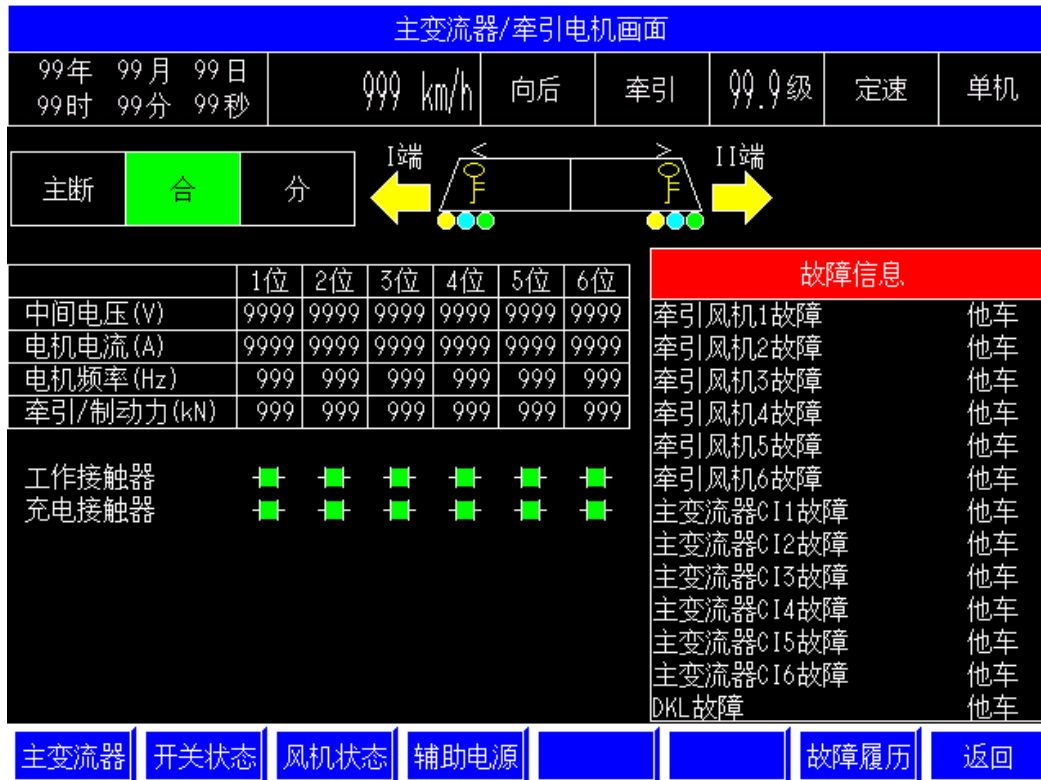 主变流器/牵引电机画面
99年 99月 99日
99时 99分 99秒
999 km/h 向后 牵引 99.9级 定速 单机
主断 合 分
I端 II端
1位 2位 3位 4位 5位 6位
中间电压(V) 9999 9999 9999 9999 9999 9999
电机电流(A) 9999 9999 9999 9999 9999 9999
电机频率(Hz) 999 999 999 999 999 999
牵引/制动力(kN) 999 999 999 999 999 999
工作接触器
充电接触器
故障信息
牵引风机1故障 他车
牵引风机2故障 他车
牵引风机3故障 他车
牵引风机4故障 他车
牵引风机5故障 他车
牵引风机6故障 他车
主变流器CI1故障 他车
主变流器CI2故障 他车
主变流器CI3故障 他车
主变流器CI4故障 他车
主变流器CI5故障 他车
主变流器CI6故障 他车
DKL故障 他车
主变流器 开关状态 风机状态 辅助电源 故障履历 返回